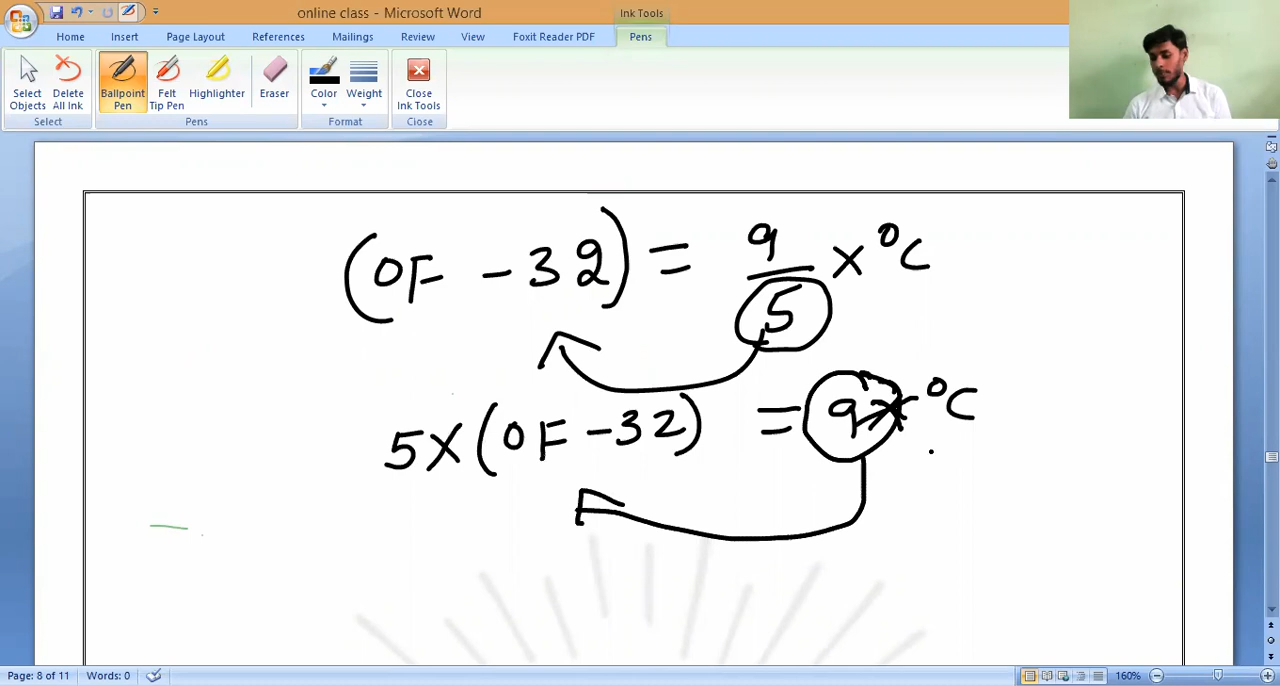 online class - Microsoft Word
Ink Tools
Home
Insert
Page Layout
References
Mailings
Review
View
Foxit Reader PDF
Pens
Select Objects
Delete All Ink
Ballpoint Pen
Felt Tip Pen
Highlighter
Eraser
Color
Weight
Close Ink Tools
Select
Pens
Format
Close
(0F - 32) = 9/5 × ⁰C
5 × (0F - 32) = 9 × ⁰C
Page: 8 of 11
Words: 0
160%